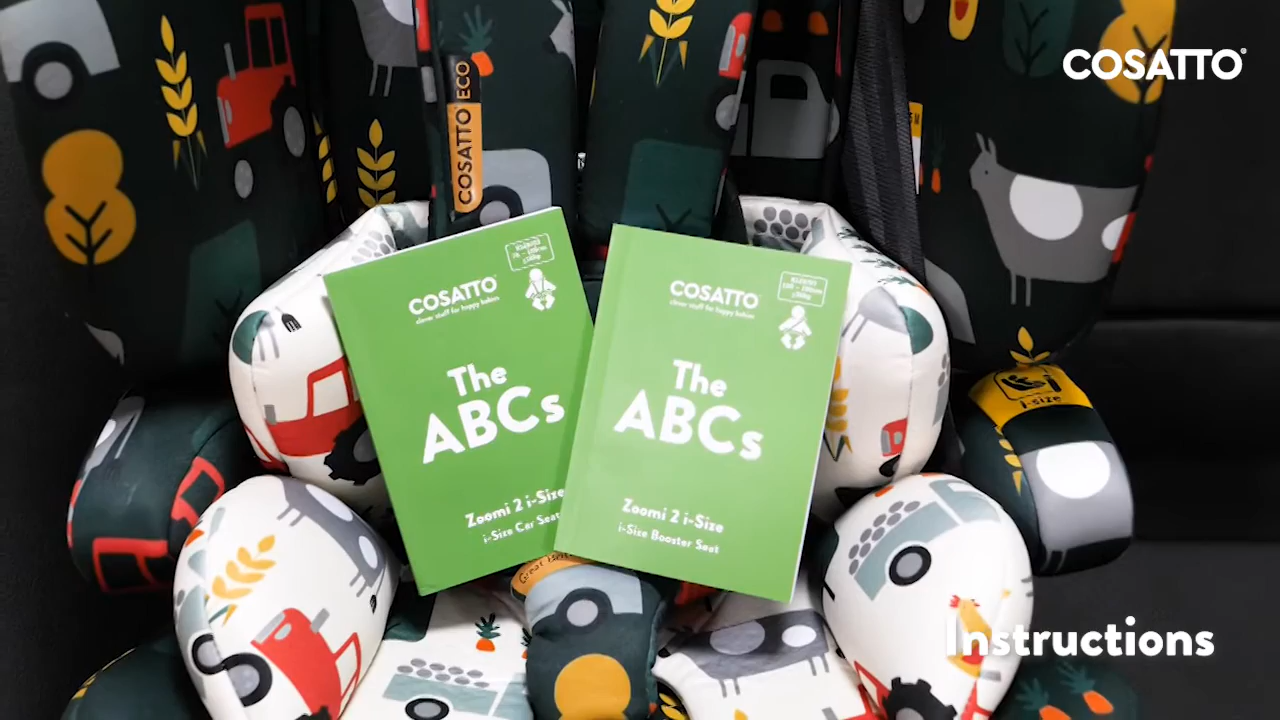 COSATTO
COSATTO ECO
COSATTO
clever stuff for happy babies
The
ABCs
Zoomi 2 i-Size
i-Size Car Seat
COSATTO
clever stuff for happy babies
The
ABCs
Zoomi 2 i-Size
i-Size Booster Seat
i-Size
Great
Instructions